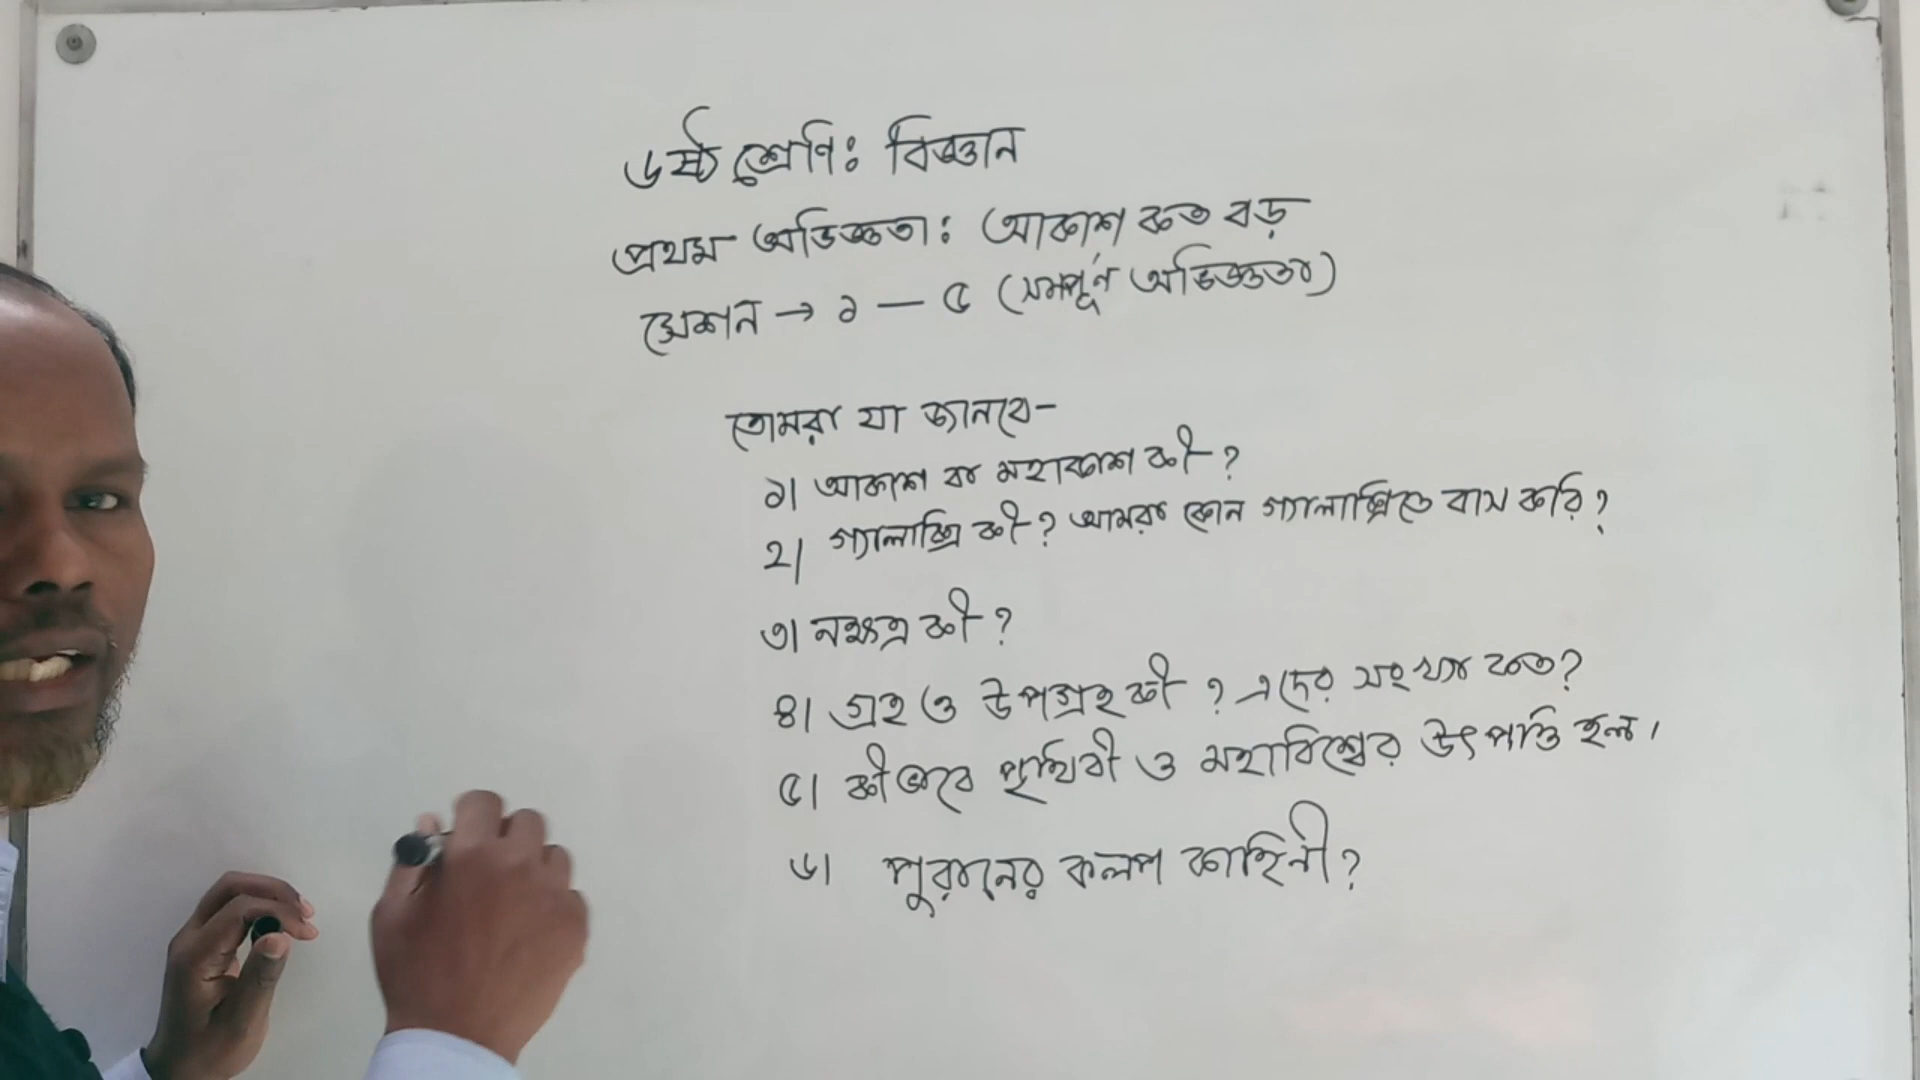 ৬ষ্ঠ শ্রেণি: বিজ্ঞান
প্রথম অভিজ্ঞতা: আকাশ কত বড়
সেশন → ১ — ৫ (সম্পূর্ণ অভিজ্ঞতা)
তোমরা যা জানবে-
১। আকাশ বা মহাকাশ কী?
২। গ্যালাক্সি কী? আমরা কোন গ্যালাক্সিতে বাস করি?
৩। নক্ষত্র কী?
৪। গ্রহ ও উপগ্রহ কী? এদের সংখ্যা কত?
৫। কীভাবে পৃথিবী ও মহাবিশ্বের উৎপত্তি হল।
৬। পুরানের কল্প কাহিনী?